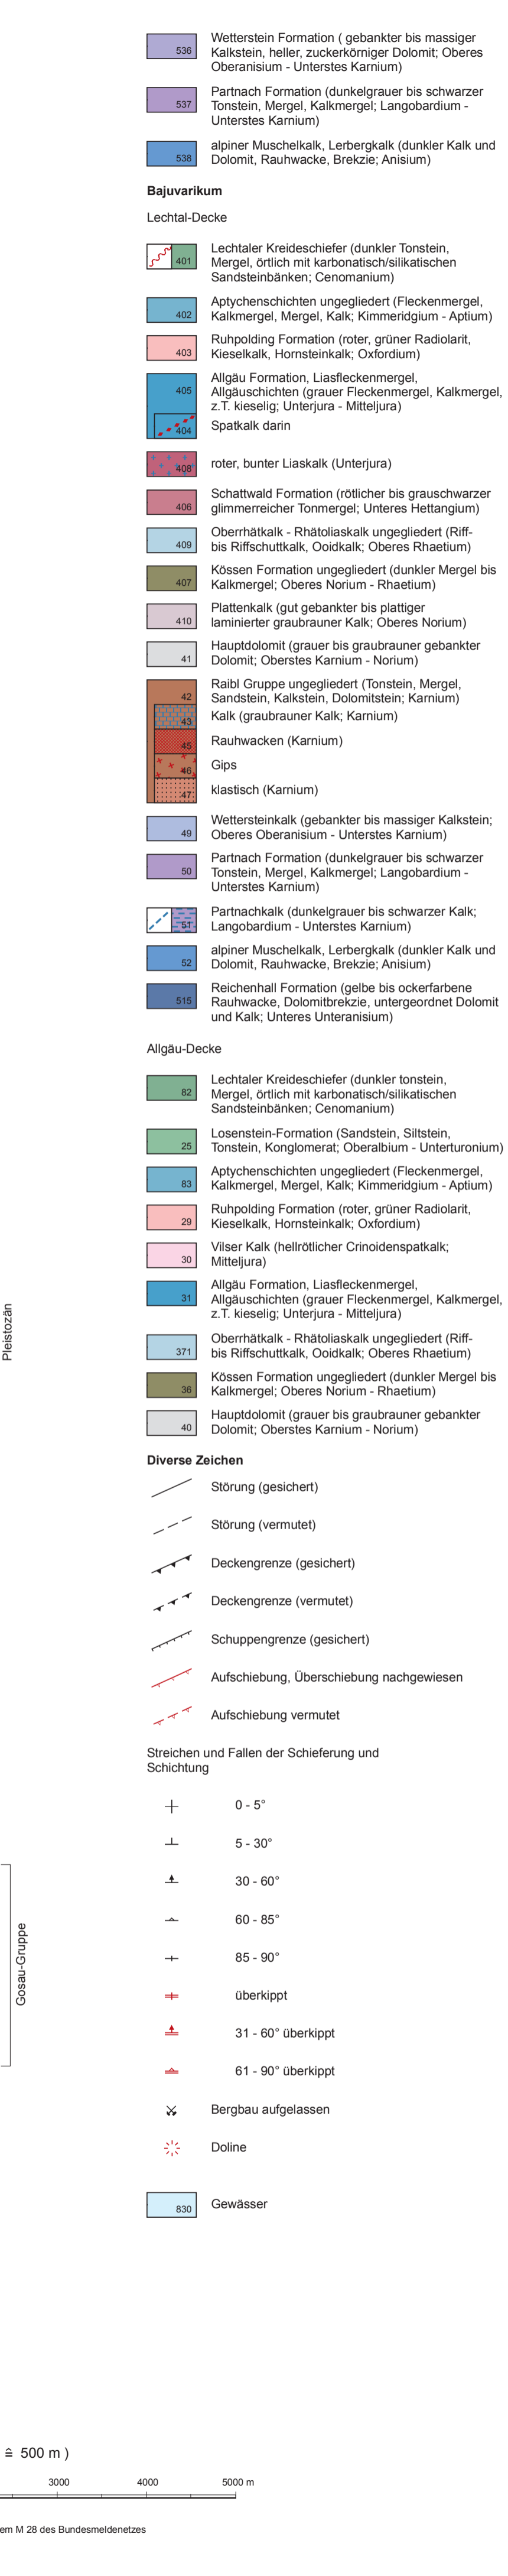 536
Wetterstein Formation ( gebankter bis massiger
Kalkstein, heller, zuckerkörniger Dolomit; Oberes
Oberanisium - Unterstes Karnium)
537
Partnach Formation (dunkelgrauer bis schwarzer
Tonstein, Mergel, Kalkmergel; Langobardium -
Unterstes Karnium)
538
alpiner Muschelkalk, Lerbergkalk (dunkler Kalk und
Dolomit, Rauhwacke, Brekzie; Anisium)
Bajuvarikum
Lechtal-Decke
401
Lechtaler Kreideschiefer (dunkler Tonstein,
Mergel, örtlich mit karbonatisch/silikatischen
Sandsteinbänken; Cenomanium)
402
Aptychenschichten ungegliedert (Fleckenmergel,
Kalkmergel, Mergel, Kalk; Kimmeridgium - Aptium)
403
Ruhpolding Formation (roter, grüner Radiolarit,
Kieselkalk, Hornsteinkalk; Oxfordium)
405
Allgäu Formation, Liasfleckenmergel,
Allgäuschichten (grauer Fleckenmergel, Kalkmergel,
z.T. kieselig; Unterjura - Mitteljura)
404
Spatkalk darin
408
roter, bunter Liaskalk (Unterjura)
406
Schattwald Formation (rötlicher bis grauschwarzer
glimmerreicher Tonmergel; Unteres Hettangium)
409
Oberrhätkalk - Rhätoliaskalk ungegliedert (Riff-
bis Riffschuttkalk, Ooidkalk; Oberes Rhaetium)
407
Kössen Formation ungegliedert (dunkler Mergel bis
Kalkmergel; Oberes Norium - Rhaetium)
410
Plattenkalk (gut gebankter bis plattiger
laminierter graubrauner Kalk; Oberes Norium)
41
Hauptdolomit (grauer bis graubrauner gebankter
Dolomit; Oberstes Karnium - Norium)
42
Raibl Gruppe ungegliedert (Tonstein, Mergel,
Sandstein, Kalkstein, Dolomitstein; Karnium)
43
Kalk (graubrauner Kalk; Karnium)
45
Rauhwacken (Karnium)
46
Gips
47
klastisch (Karnium)
49
Wettersteinkalk (gebankter bis massiger Kalkstein;
Oberes Oberanisium - Unterstes Karnium)
50
Partnach Formation (dunkelgrauer bis schwarzer
Tonstein, Mergel, Kalkmergel; Langobardium -
Unterstes Karnium)
51
Partnachkalk (dunkelgrauer bis schwarzer Kalk;
Langobardium - Unterstes Karnium)
52
alpiner Muschelkalk, Lerbergkalk (dunkler Kalk und
Dolomit, Rauhwacke, Brekzie; Anisium)
515
Reichenhall Formation (gelbe bis ockerfarbene
Rauhwacke, Dolomitbrekzie, untergeordnet Dolomit
und Kalk; Unteres Unteranisium)
Allgäu-Decke
82
Lechtaler Kreideschiefer (dunkler tonstein,
Mergel, örtlich mit karbonatisch/silikatischen
Sandsteinbänken; Cenomanium)
25
Losenstein-Formation (Sandstein, Siltstein,
Tonstein, Konglomerat; Oberalbium - Unterturonium)
83
Aptychenschichten ungegliedert (Fleckenmergel,
Kalkmergel, Mergel, Kalk; Kimmeridgium - Aptium)
29
Ruhpolding Formation (roter, grüner Radiolarit,
Kieselkalk, Hornsteinkalk; Oxfordium)
30
Vilser Kalk (hellrötlicher Crinoidenspatkalk;
Mitteljura)
31
Allgäu Formation, Liasfleckenmergel,
Allgäuschichten (grauer Fleckenmergel, Kalkmergel,
z.T. kieselig; Unterjura - Mitteljura)
Pleistozän
371
Oberrhätkalk - Rhätoliaskalk ungegliedert (Riff-
bis Riffschuttkalk, Ooidkalk; Oberes Rhaetium)
36
Kössen Formation ungegliedert (dunkler Mergel bis
Kalkmergel; Oberes Norium - Rhaetium)
40
Hauptdolomit (grauer bis graubrauner gebankter
Dolomit; Oberstes Karnium - Norium)
Diverse Zeichen
Störung (gesichert)
Störung (vermutet)
Deckengrenze (gesichert)
Deckengrenze (vermutet)
Schuppengrenze (gesichert)
Aufschiebung, Überschiebung nachgewiesen
Aufschiebung vermutet
Streichen und Fallen der Schieferung und
Schichtung
0 - 5°
5 - 30°
30 - 60°
60 - 85°
85 - 90°
überkippt
31 - 60° überkippt
61 - 90° überkippt
Gosau-Gruppe
Bergbau aufgelassen
Doline
830
Gewässer
≙ 500 m )
3000 4000 5000 m
em M 28 des Bundesmeldenetzes